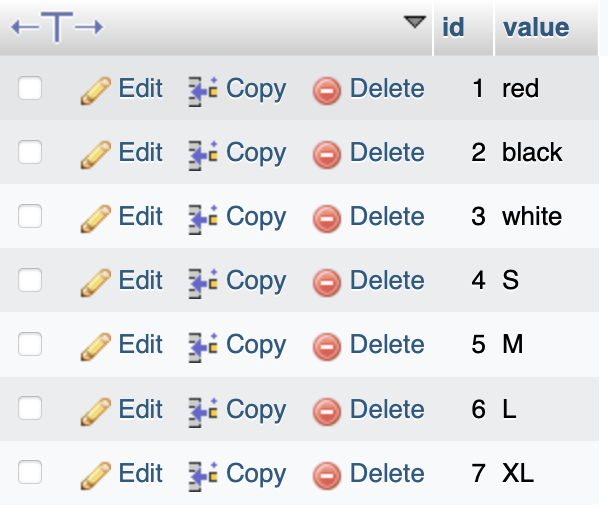 id value
Edit Copy Delete 1 red
Edit Copy Delete 2 black
Edit Copy Delete 3 white
Edit Copy Delete 4 S
Edit Copy Delete 5 M
Edit Copy Delete 6 L
Edit Copy Delete 7 XL